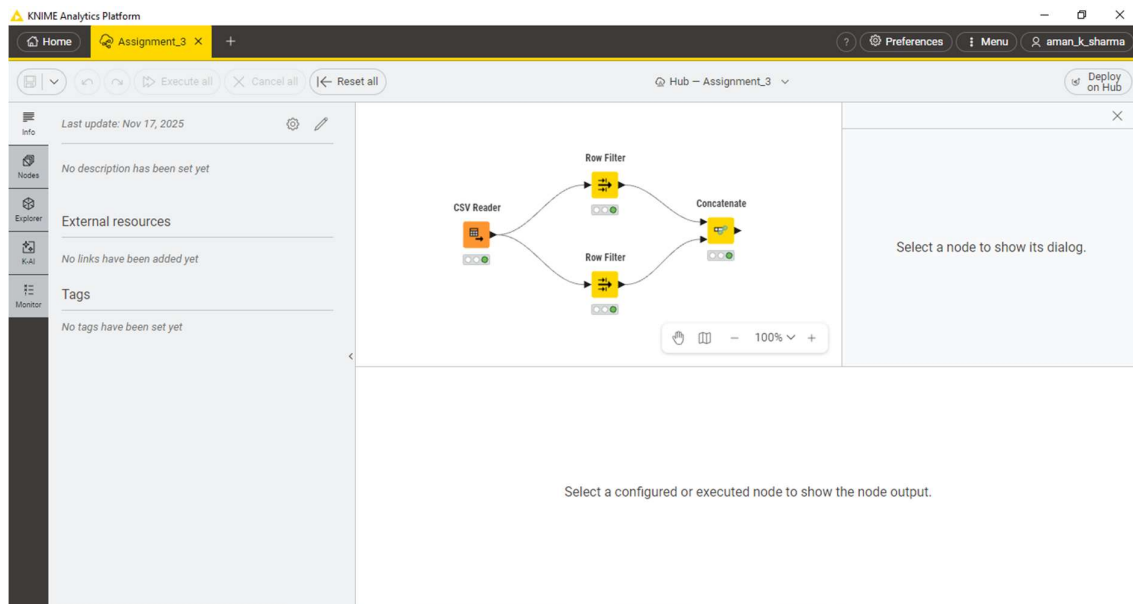 KNIME Analytics Platform
Home
Assignment_3
?
Preferences
Menu
aman_k_sharma
Execute all
Cancel all
Reset all
Hub — Assignment_3
Deploy
on Hub
Info
Nodes
Explorer
K-AI
Monitor
Last update: Nov 17, 2025
No description has been set yet
External resources
No links have been added yet
Tags
No tags have been set yet
Row Filter
CSV Reader
Concatenate
Row Filter
100%
Select a node to show its dialog.
Select a configured or executed node to show the node output.